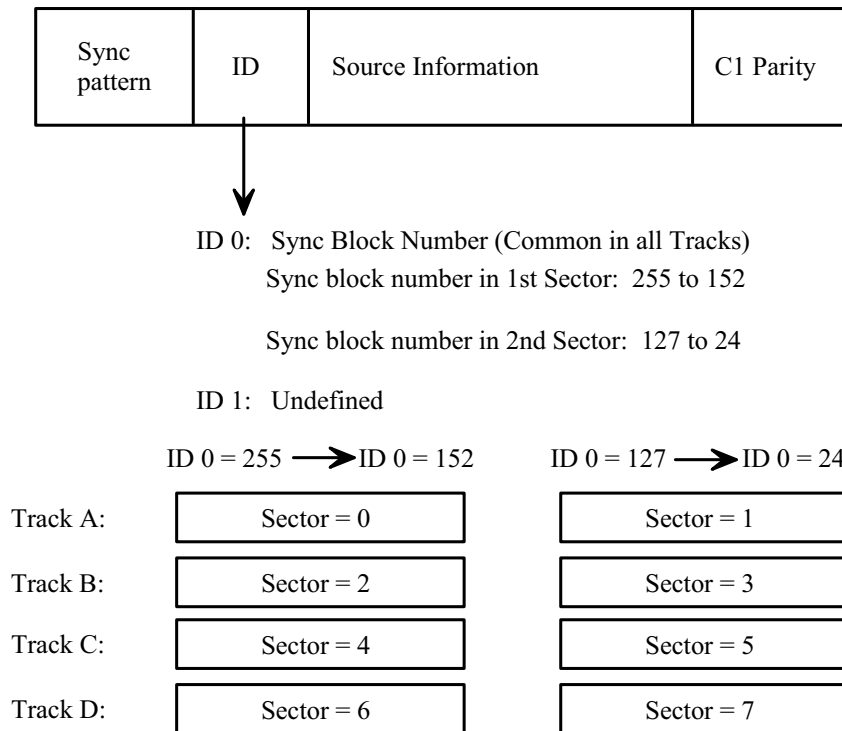 Sync
pattern
ID
Source Information
C1 Parity
ID 0: Sync Block Number (Common in all Tracks)
Sync block number in 1st Sector: 255 to 152
Sync block number in 2nd Sector: 127 to 24
ID 1: Undefined
ID 0 = 255 ID 0 = 152 ID 0 = 127 ID 0 = 24
Track A: Sector = 0 Sector = 1
Track B: Sector = 2 Sector = 3
Track C: Sector = 4 Sector = 5
Track D: Sector = 6 Sector = 7